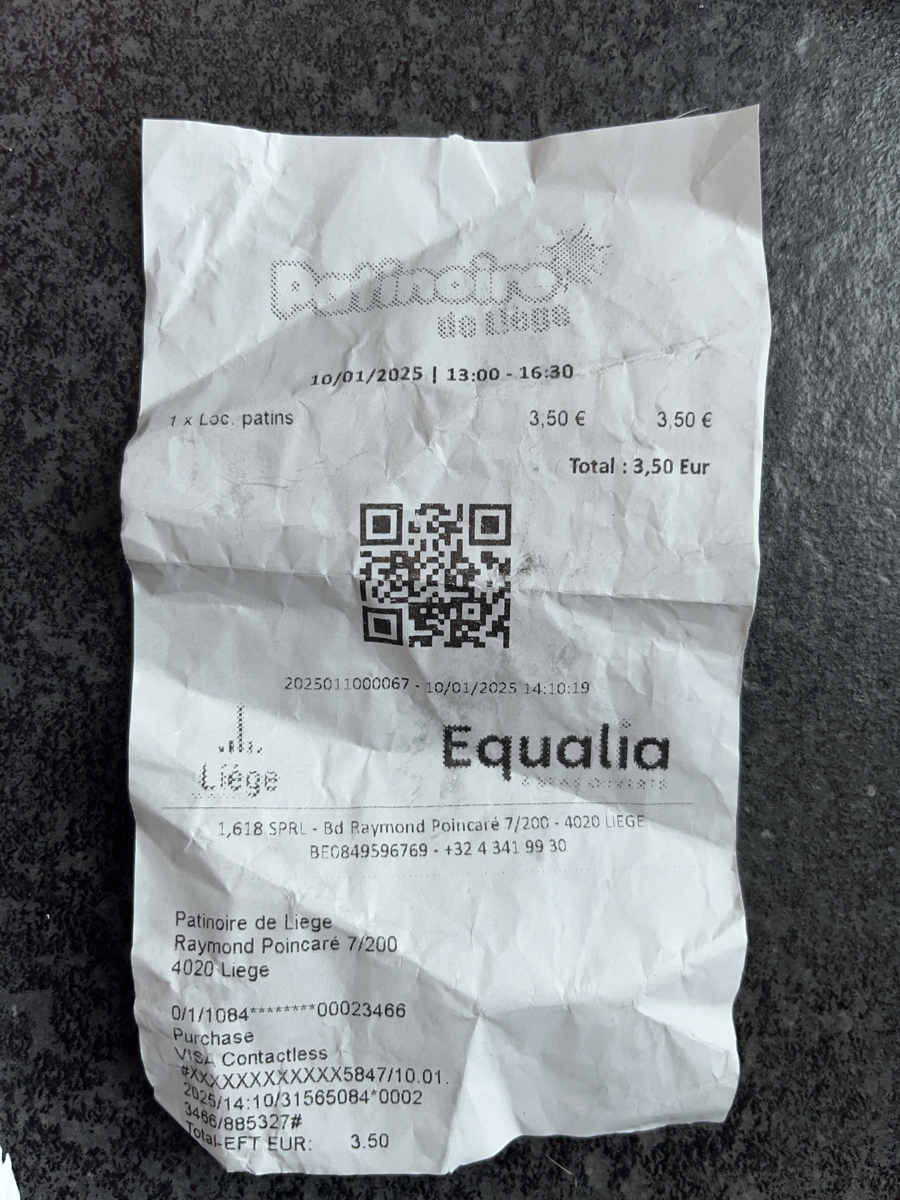 Patinoire
de Liège
10/01/2025 | 13:00 - 16:30
1 x Loc. patins 3,50 € 3,50 €
Total : 3,50 Eur
2025011000067 - 10/01/2025 14:10:19
Liège
Equalia
1,618 SPRL - Bd Raymond Poincaré 7/200 - 4020 LIEGE
BE0849596769 - +32 4 341 99 30
Patinoire de Liege
Raymond Poincaré 7/200
4020 Liege
0/1/1084********00023466
Purchase
VISA Contactless
#XXXXXXXXXXXX5847/10.01.
2025/14:10/31565084*0002
3466/885327#
Total-EFT EUR: 3.50